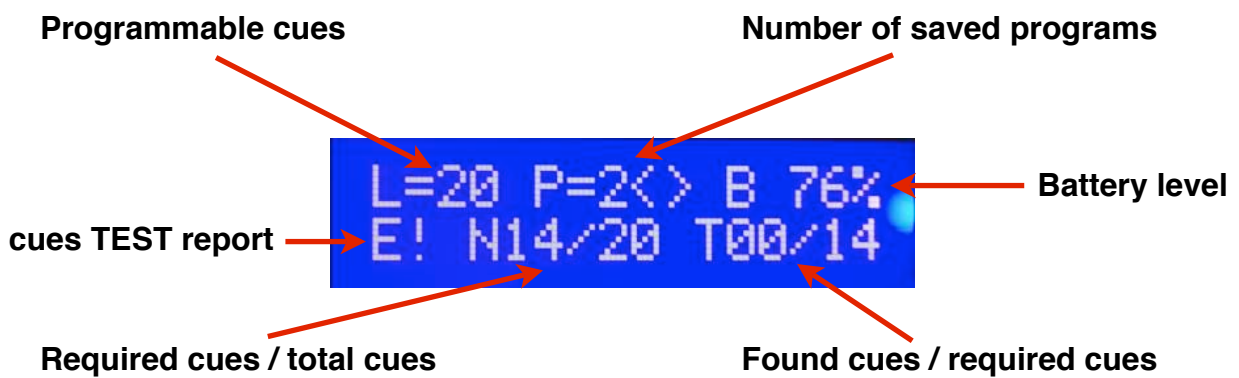 Programmable cues
Number of saved programs
L=20 P=2<> B 76%
Battery level
cues TEST report
E! N14/20 T00/14
Required cues / total cues
Found cues / required cues